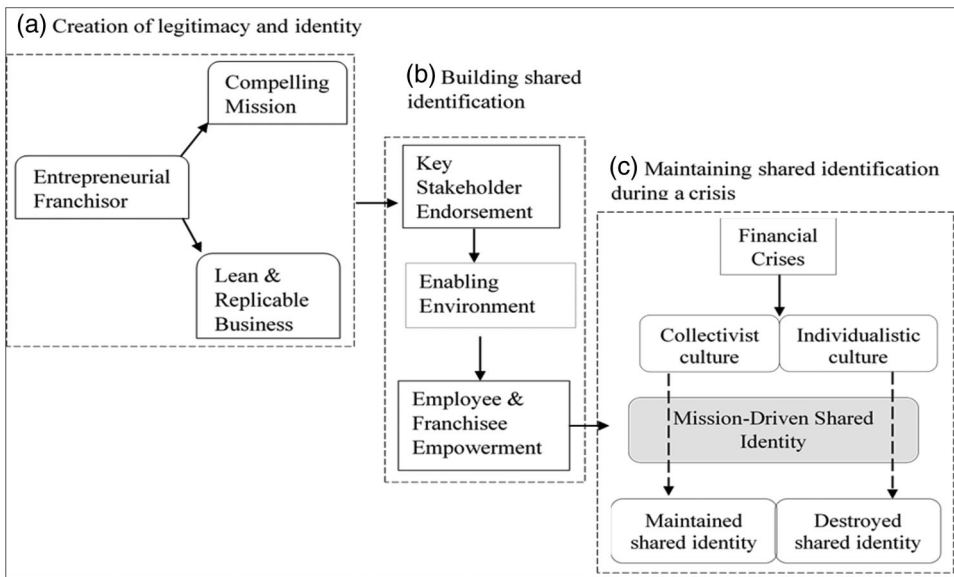 (a) Creation of legitimacy and identity
Compelling
Mission
Entrepreneurial
Franchisor
Lean &
Replicable
Business
(b) Building shared
identification
Key
Stakeholder
Endorsement
Enabling
Environment
Employee &
Franchisee
Empowerment
(c) Maintaining shared identification
during a crisis
Financial
Crises
Collectivist
culture
Individualistic
culture
Mission-Driven Shared
Identity
Maintained
shared identity
Destroyed
shared identity